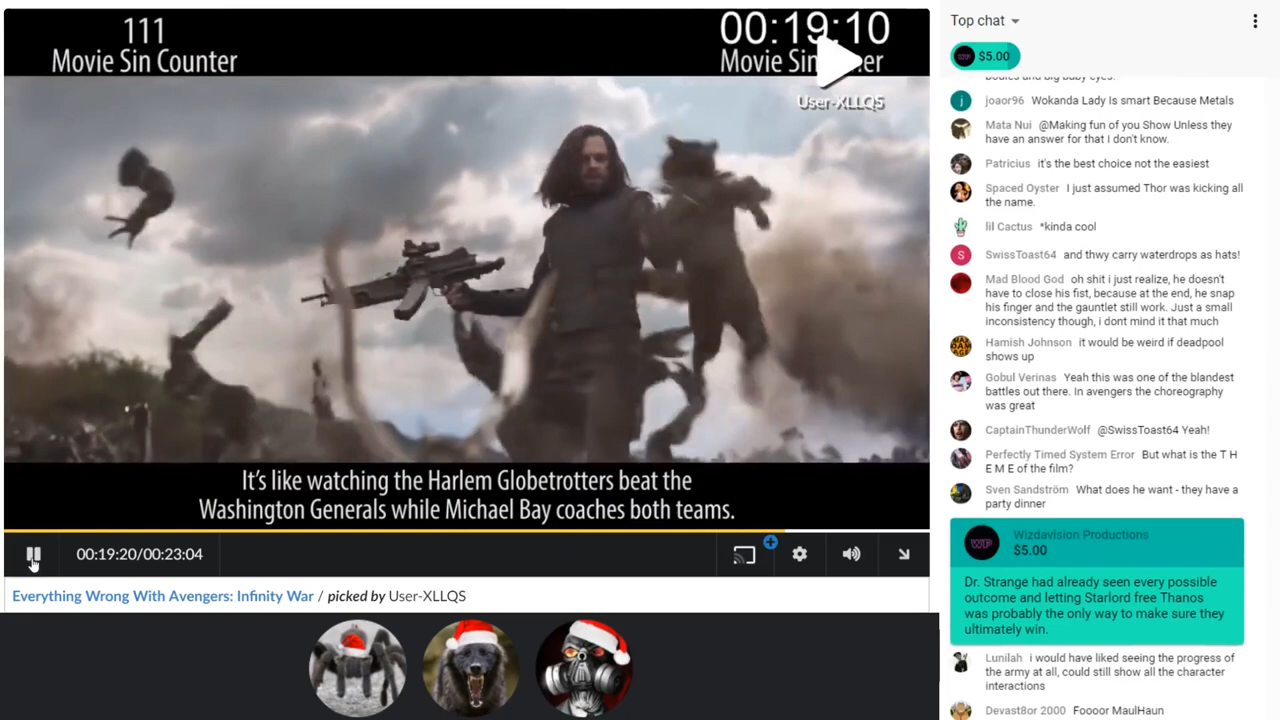 111
Movie Sin Counter
00:19:10
Movie Sin er
User-XLLQS
It's like watching the Harlem Globetrotters beat the
Washington Generals while Michael Bay coaches both teams.
00:19:20/00:23:04
Everything Wrong With Avengers: Infinity War / picked by User-XLLQS
Top chat
WP $5.00
Bodies and big baby eyes.
j joaor96 Wokanda Lady Is smart Because Metals
Mata Nui @Making fun of you Show Unless they
have an answer for that I don't know.
Patricius it's the best choice not the easiest
Spaced Oyster I just assumed Thor was kicking all
the name.
lil Cactus *kinda cool
S SwissToast64 and thwy carry waterdrops as hats!
Mad Blood God oh shit i just realize, he doesn't
have to close his fist, because at the end, he snap
his finger and the gauntlet still work. Just a small
inconsistency though, i dont mind it that much
Hamish Johnson it would be weird if deadpool
shows up
Gobul Verinas Yeah this was one of the blandest
battles out there. In avengers the choreography
was great
CaptainThunderWolf @SwissToast64 Yeah!
Perfectly Timed System Error But what is the T H
E M E of the film?
Sven Sandström What does he want - they have a
party dinner
WP Wizdavision Productions
$5.00
Dr. Strange had already seen every possible
outcome and letting Starlord free Thanos
was probably the only way to make sure they
ultimately win.
Lunilah i would have liked seeing the progress of
the army at all, could still show all the character
interactions
Devast8or 2000 Foooor MaulHaun